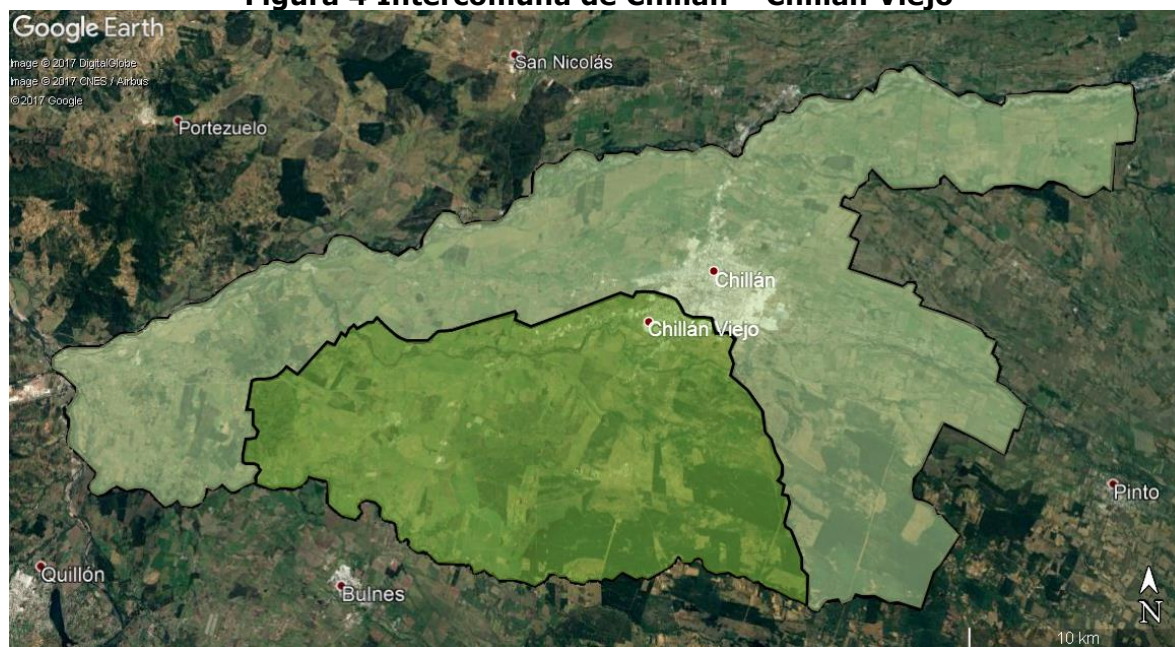 Figura 4 Intercomuna de Chillán – Chillán Viejo
Google Earth
Image © 2017 DigitalGlobe
Image © 2017 CNES / Airbus
© 2017 Google
San Nicolás
Portezuelo
Chillán
Chillán Viejo
Pinto
Quillón
Bulnes
N
10 km